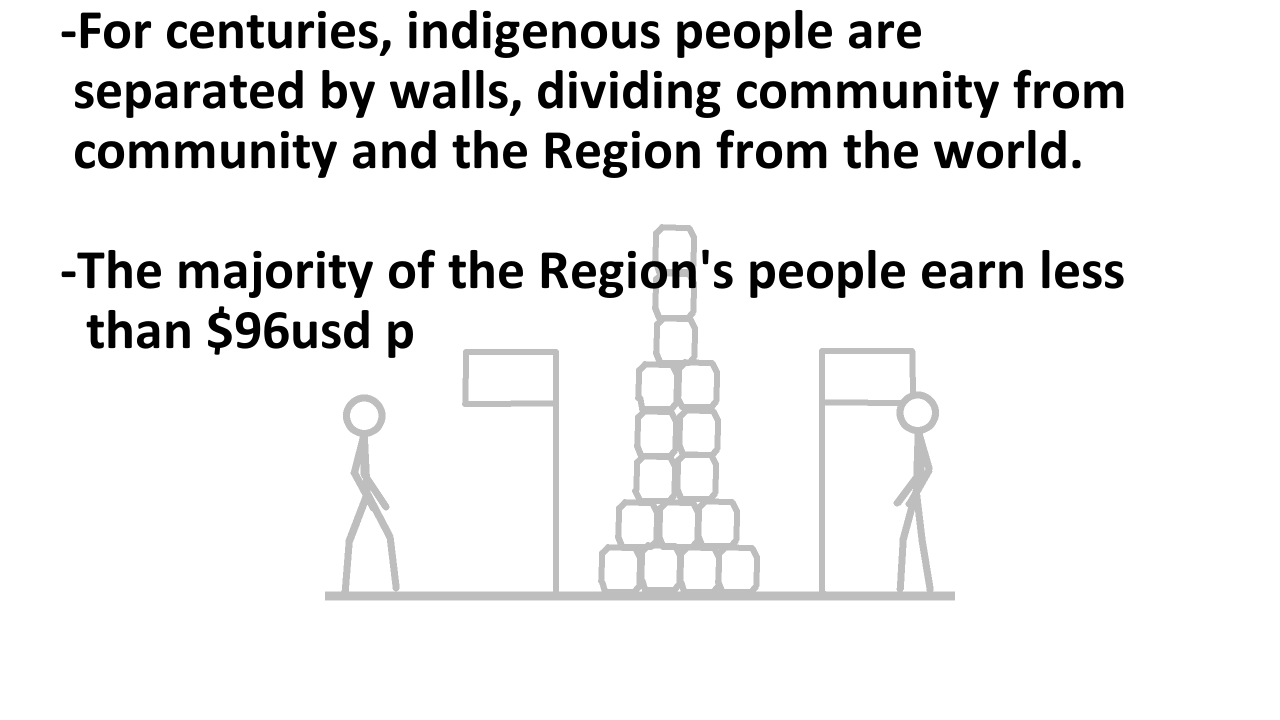 -For centuries, indigenous people are
separated by walls, dividing community from
community and the Region from the world.
-The majority of the Region's people earn less
than $96usd p